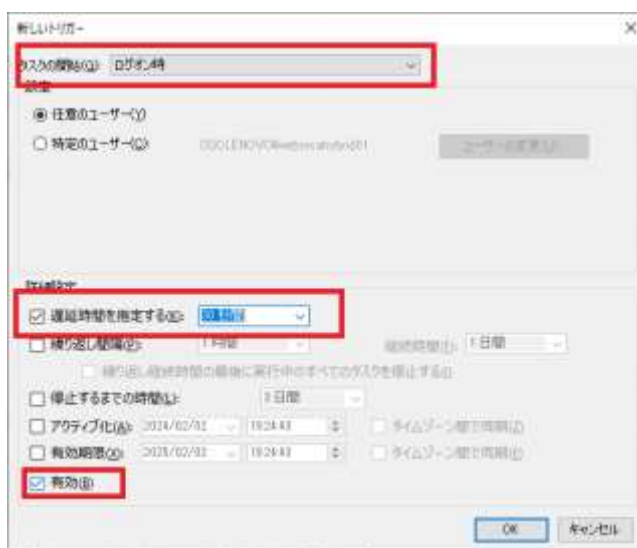 新しいトリガー
タスクの開始(G): ログオン時
設定
任意のユーザー(Y)
特定のユーザー(C):
ユーザーの変更(U)
詳細設定
遅延時間を指定する(K):
繰り返し間隔(P): 1 時間 継続時間(F): 1 日間
繰り返し継続時間の最後に実行中のすべてのタスクを停止する(I)
停止するまでの時間(L): 3 日間
アクティブ化(A): 19:24:43 タイムゾーン間で同期(Z)
有効期限(X): 19:24:43 タイムゾーン間で同期(E)
有効(B)
OK キャンセル